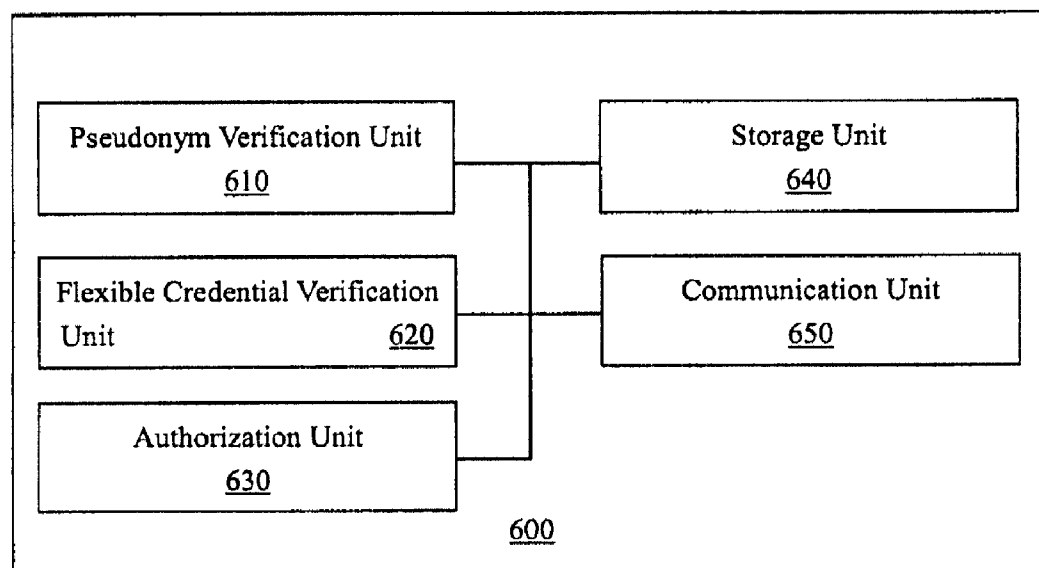 Pseudonym Verification Unit
610
Storage Unit
640
Flexible Credential Verification
Unit 620
Communication Unit
650
Authorization Unit
630
600